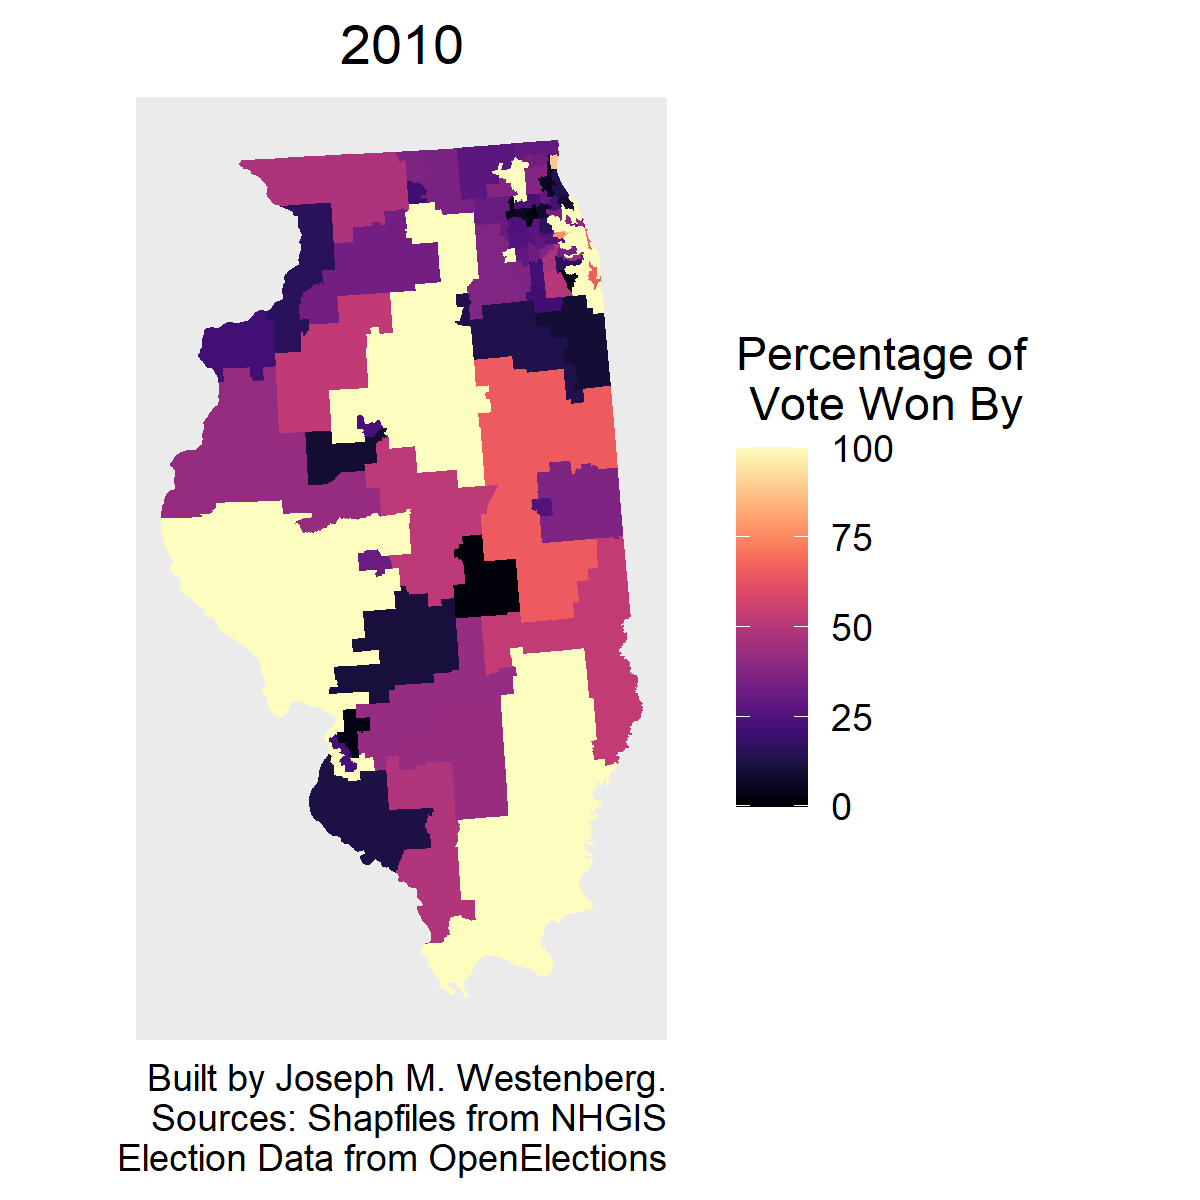 2010
Percentage of
Vote Won By
100
75
50
25
0
Built by Joseph M. Westenberg.
Sources: Shapfiles from NHGIS
Election Data from OpenElections